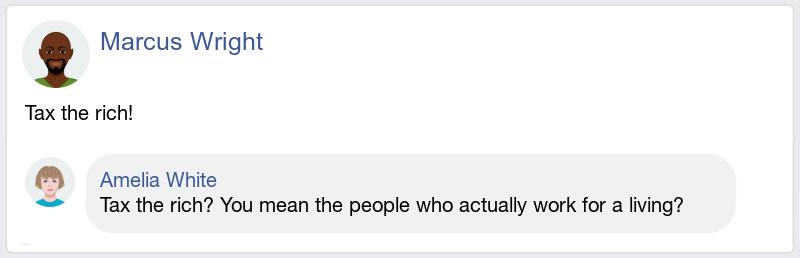 Marcus Wright
Tax the rich!
Amelia White
Tax the rich? You mean the people who actually work for a living?